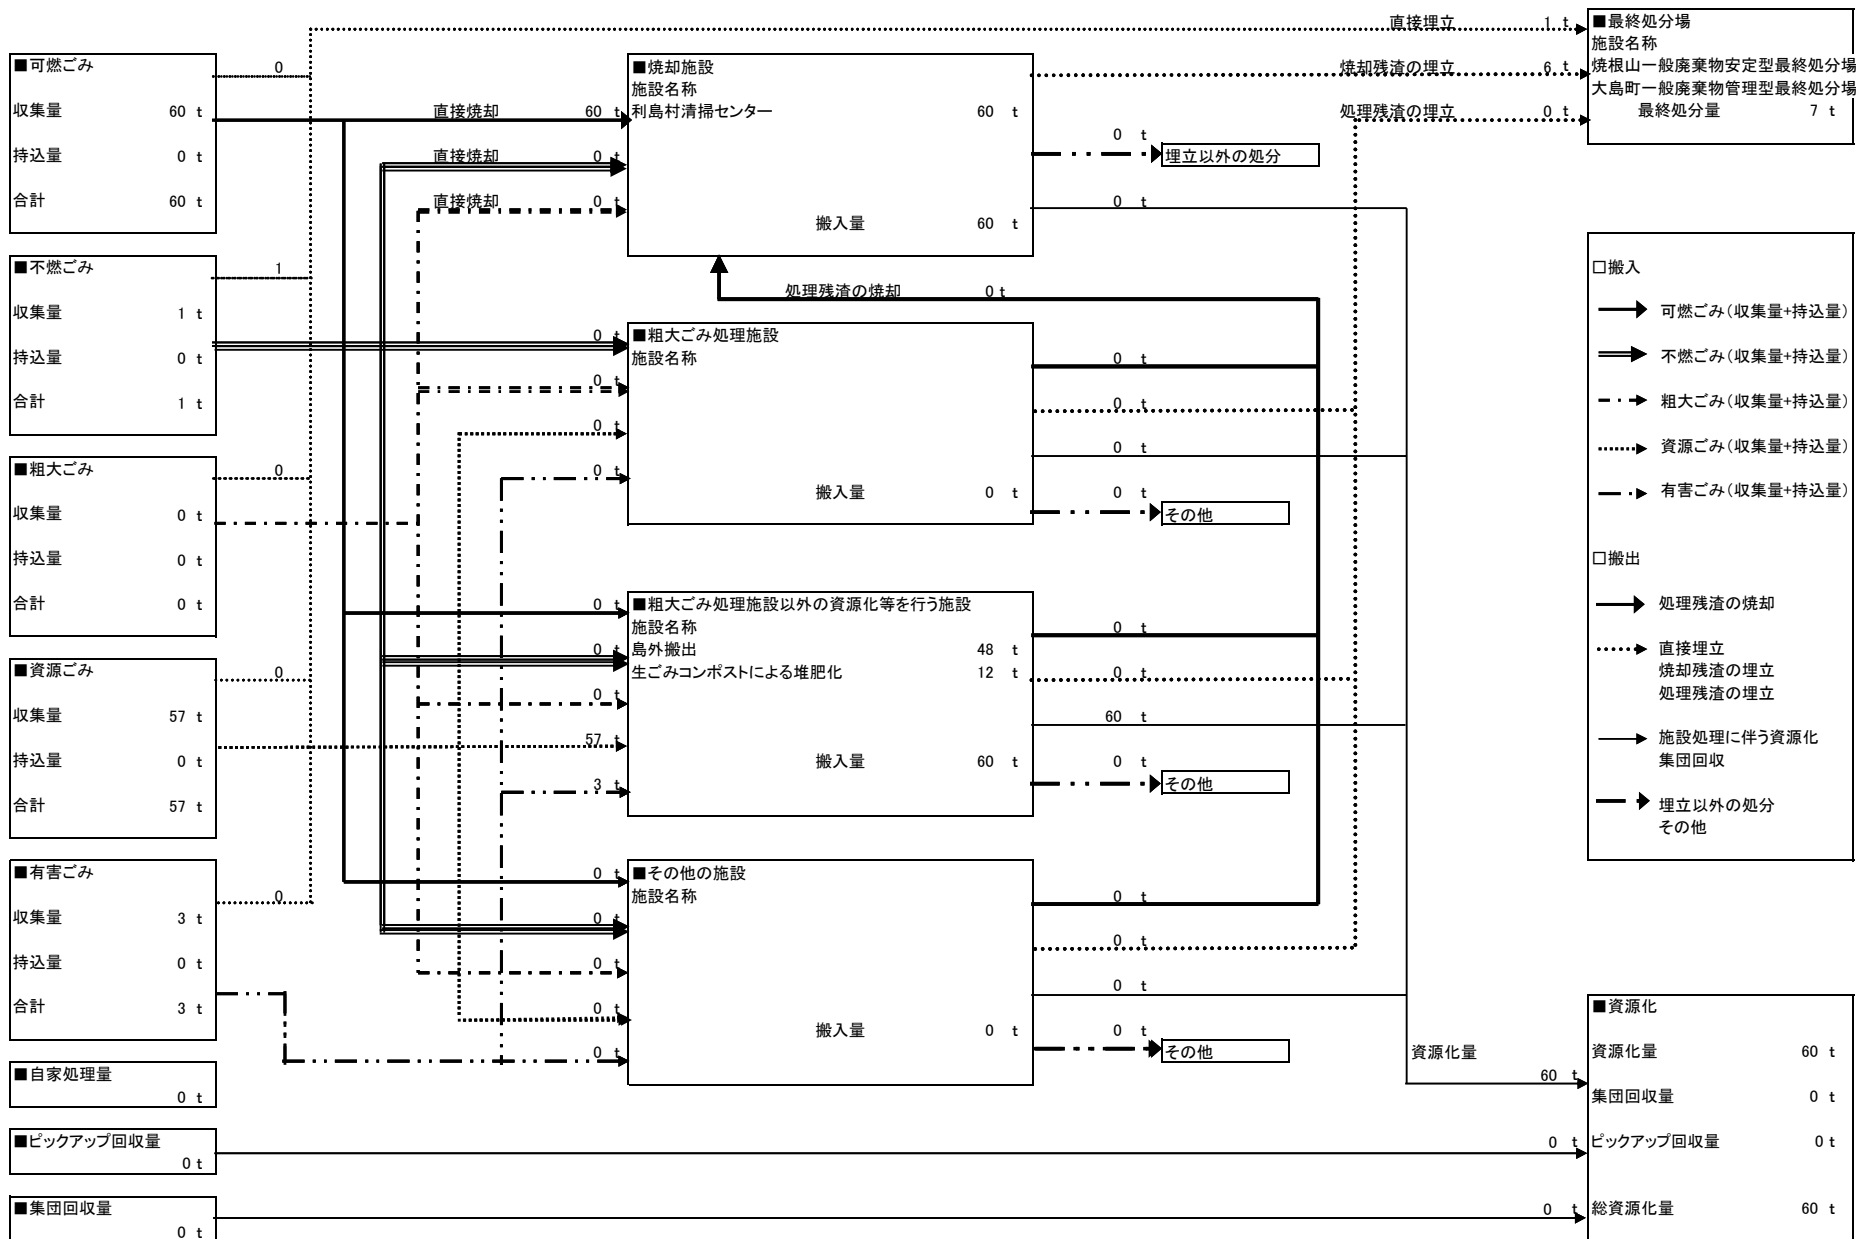 ■可燃ごみ
収集量 60 t
持込量 0 t
合計 60 t
0
■不燃ごみ
収集量 1 t
持込量 0 t
合計 1 t
1
■粗大ごみ
収集量 0 t
持込量 0 t
合計 0 t
0
■資源ごみ
収集量 57 t
持込量 0 t
合計 57 t
0
■有害ごみ
収集量 3 t
持込量 0 t
合計 3 t
0
■自家処理量
0 t
■ピックアップ回収量
0 t
■集団回収量
0 t
直接焼却 60 t
直接焼却 0 t
直接焼却 0 t
■焼却施設
施設名称
利島村清掃センター 60 t
搬入量 60 t
処理残渣の焼却 0 t
0 t
0 t
0 t
0 t
■粗大ごみ処理施設
施設名称
搬入量 0 t
0 t
0 t
0 t
57 t
3 t
■粗大ごみ処理施設以外の資源化等を行う施設
施設名称
島外搬出 48 t
生ごみコンポストによる堆肥化 12 t
搬入量 60 t
0 t
0 t
0 t
0 t
0 t
■その他の施設
施設名称
搬入量 0 t
直接埋立 1 t
焼却残渣の埋立 6 t
処理残渣の埋立 0 t
0 t
埋立以外の処分
0 t
0 t
0 t
0 t
0 t
その他
0 t
0 t
60 t
0 t
その他
0 t
0 t
0 t
0 t
その他
資源化量
60 t
0 t
0 t
■最終処分場
施設名称
焼根山一般廃棄物安定型最終処分場
大島町一般廃棄物管理型最終処分場
最終処分量 7 t
□搬入
可燃ごみ(収集量+持込量)
不燃ごみ(収集量+持込量)
粗大ごみ(収集量+持込量)
資源ごみ(収集量+持込量)
有害ごみ(収集量+持込量)
□搬出
処理残渣の焼却
直接埋立
焼却残渣の埋立
処理残渣の埋立
施設処理に伴う資源化
集団回収
埋立以外の処分
その他
■資源化
資源化量 60 t
集団回収量 0 t
ピックアップ回収量 0 t
総資源化量 60 t